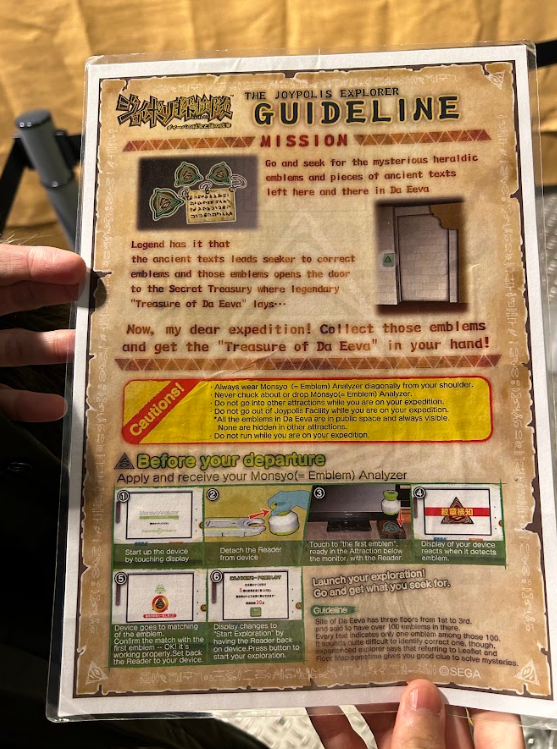 THE JOYPOLIS EXPLORER
GUIDELINE
MISSION
Go and seek for the mysterious heraldic
emblems and pieces of ancient texts
left here and there in Da Eeva
Legend has it that
the ancient texts leads seeker to correct
emblems and those emblems opens the door
to the Secret Treasury where legendary
"Treasure of Da Eeva" lays…
Now, my dear expedition! Collect those emblems
and get the "Treasure of Da Eeva" in your hand!
Cautions!
· Always wear Monsyo (= Emblem) Analyzer diagonally from your shoulder.
· Never chuck about or drop Monsyo(= Emblem) Analyzer.
· Do not go into other attractions while you are on your expedition.
· Do not go out of Joypolis Facility while you are on your expedition.
*All the emblems in Da Eeva are in public space and always visible.
None are hidden in other attractions.
· Do not run while you are on your expedition.
Before your departure
Apply and receive your Monsyo(= Emblem) Analyzer
①
Start up the device
by touching display
②
Detach the Reader
from device
③
Touch to "the first emblem",
ready in the Attraction below
the monitor, with the Reader.
④
紋章検知
Display of your device
reacts when it detects
emblem.
⑤
Device goes to matching
of the emblem.
Confirm the match with the
first emblem -- OK! It's
working properly.Set back
the Reader to your device.
⑥
Display changes to
"Start Exploration" by
having the Reader back
on device.Press button to
start your exploration.
Launch your exploration!
Go and get what you seek for.
Guideline
Site of Da Eeva has three floors from 1st to 3rd,
and said to have over 100 emblems in there.
Every trial indicates only one emblem among those 100.
It might be quite difficult to identify correct one, though,
experienced explorer says that referring to Leaflet and
Floor Map sometime gives you good clue to solve mysteries.
©SEGA